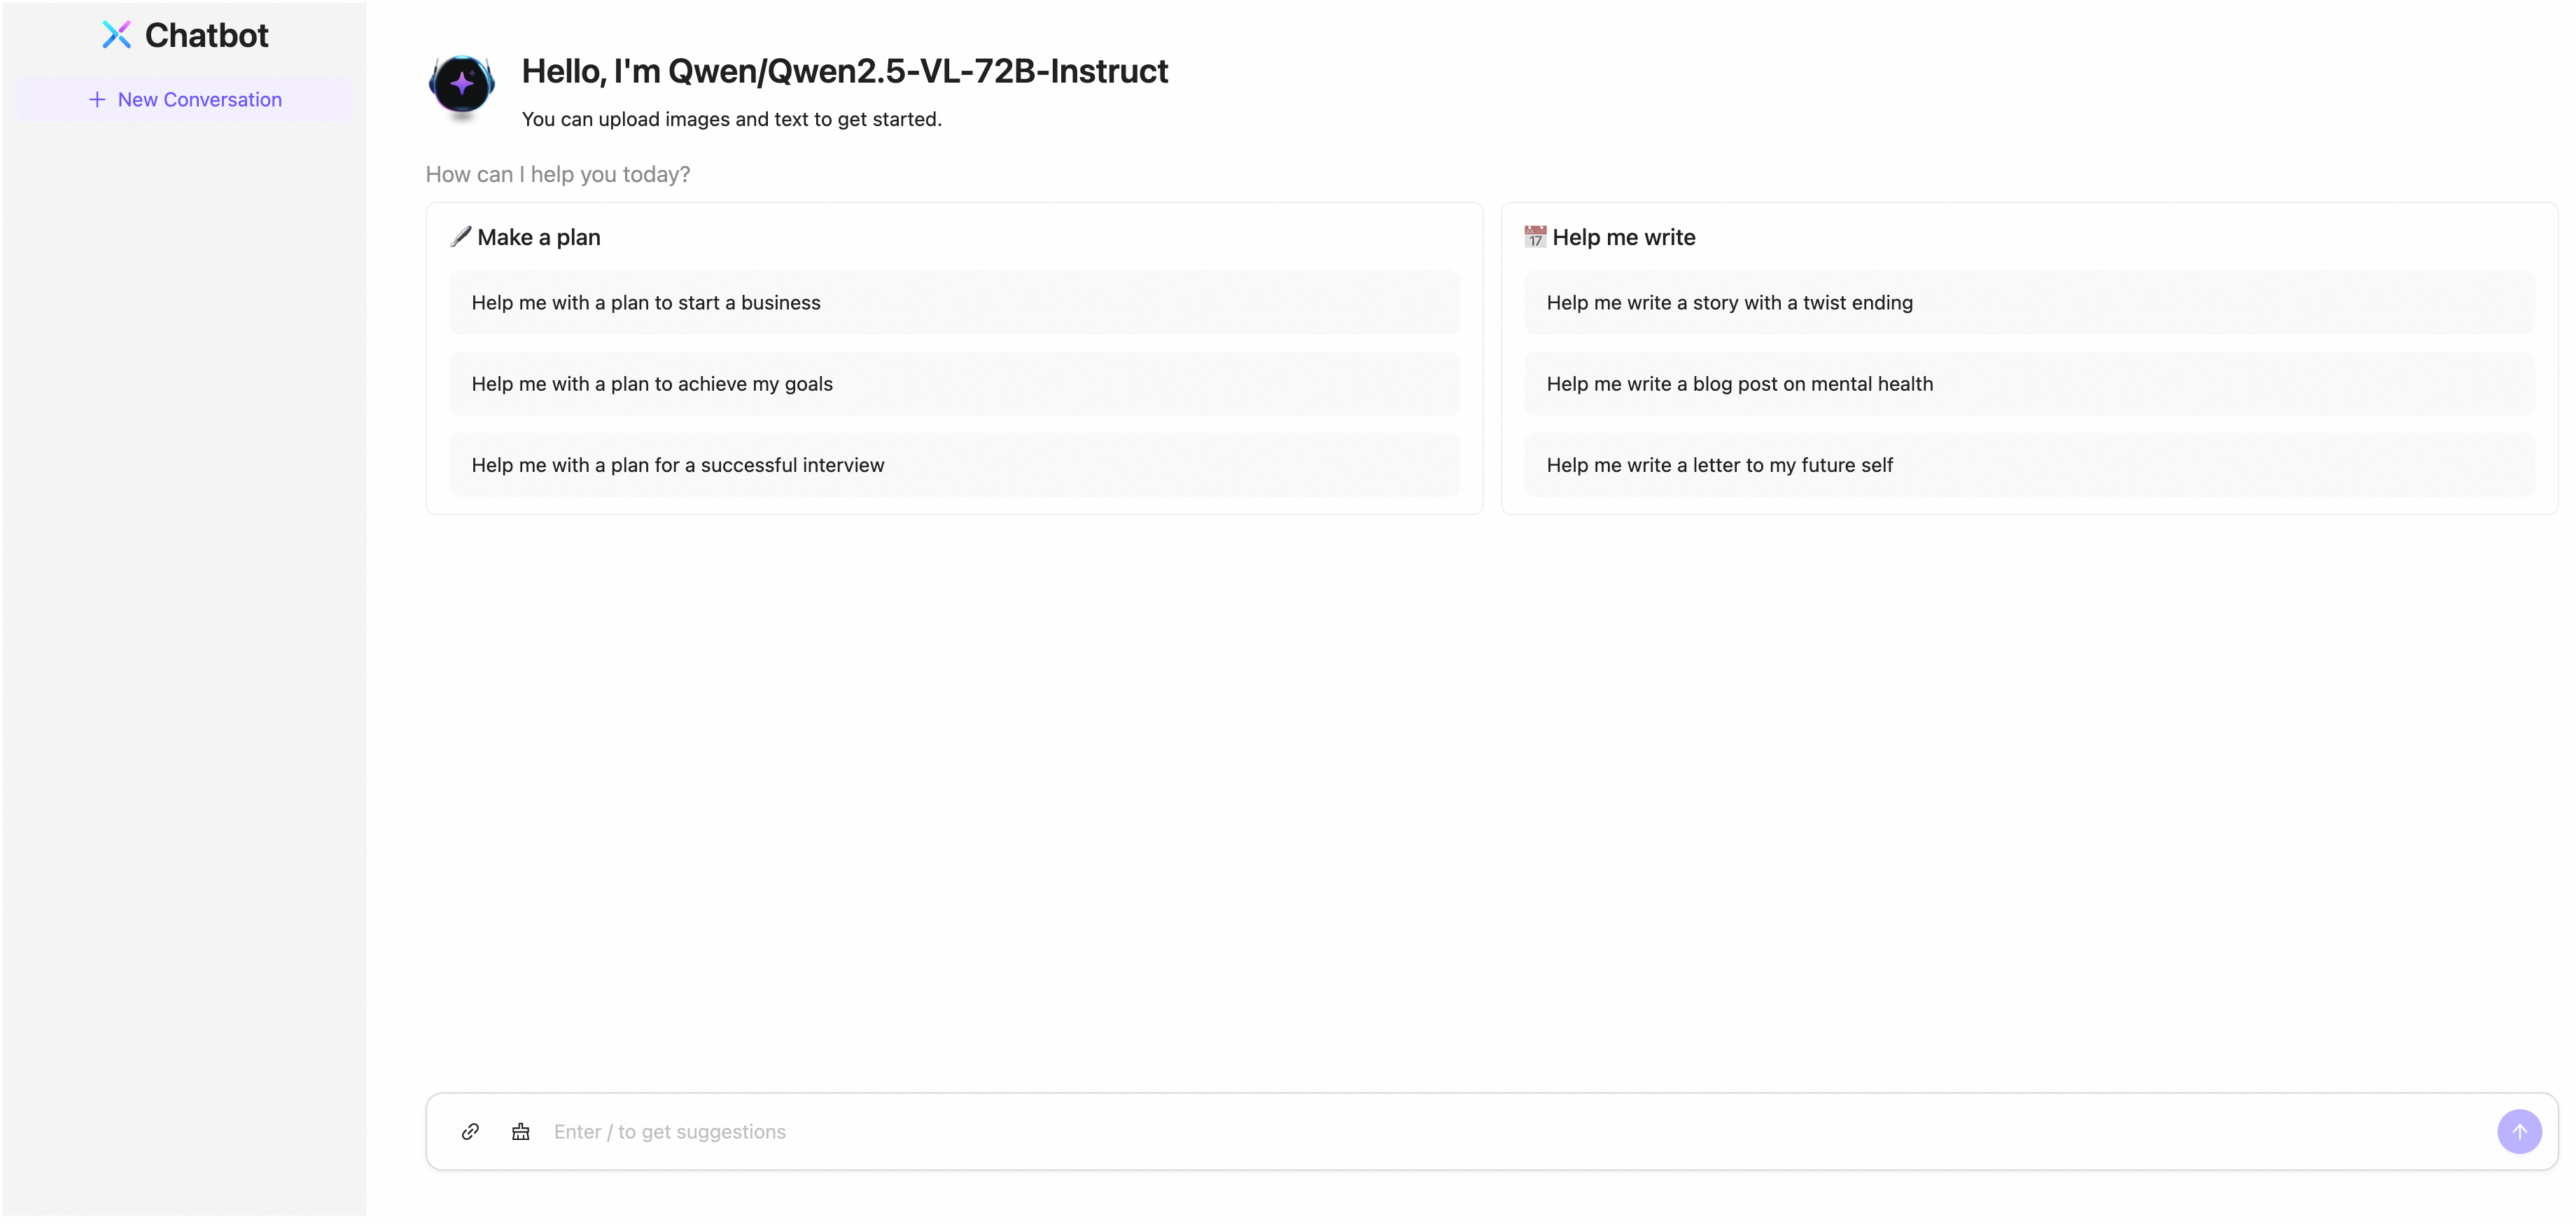 Chatbot
+ New Conversation
Hello, I'm Qwen/Qwen2.5-VL-72B-Instruct
You can upload images and text to get started.
How can I help you today?
Make a plan
Help me with a plan to start a business
Help me with a plan to achieve my goals
Help me with a plan for a successful interview
17 Help me write
Help me write a story with a twist ending
Help me write a blog post on mental health
Help me write a letter to my future self
Enter / to get suggestions